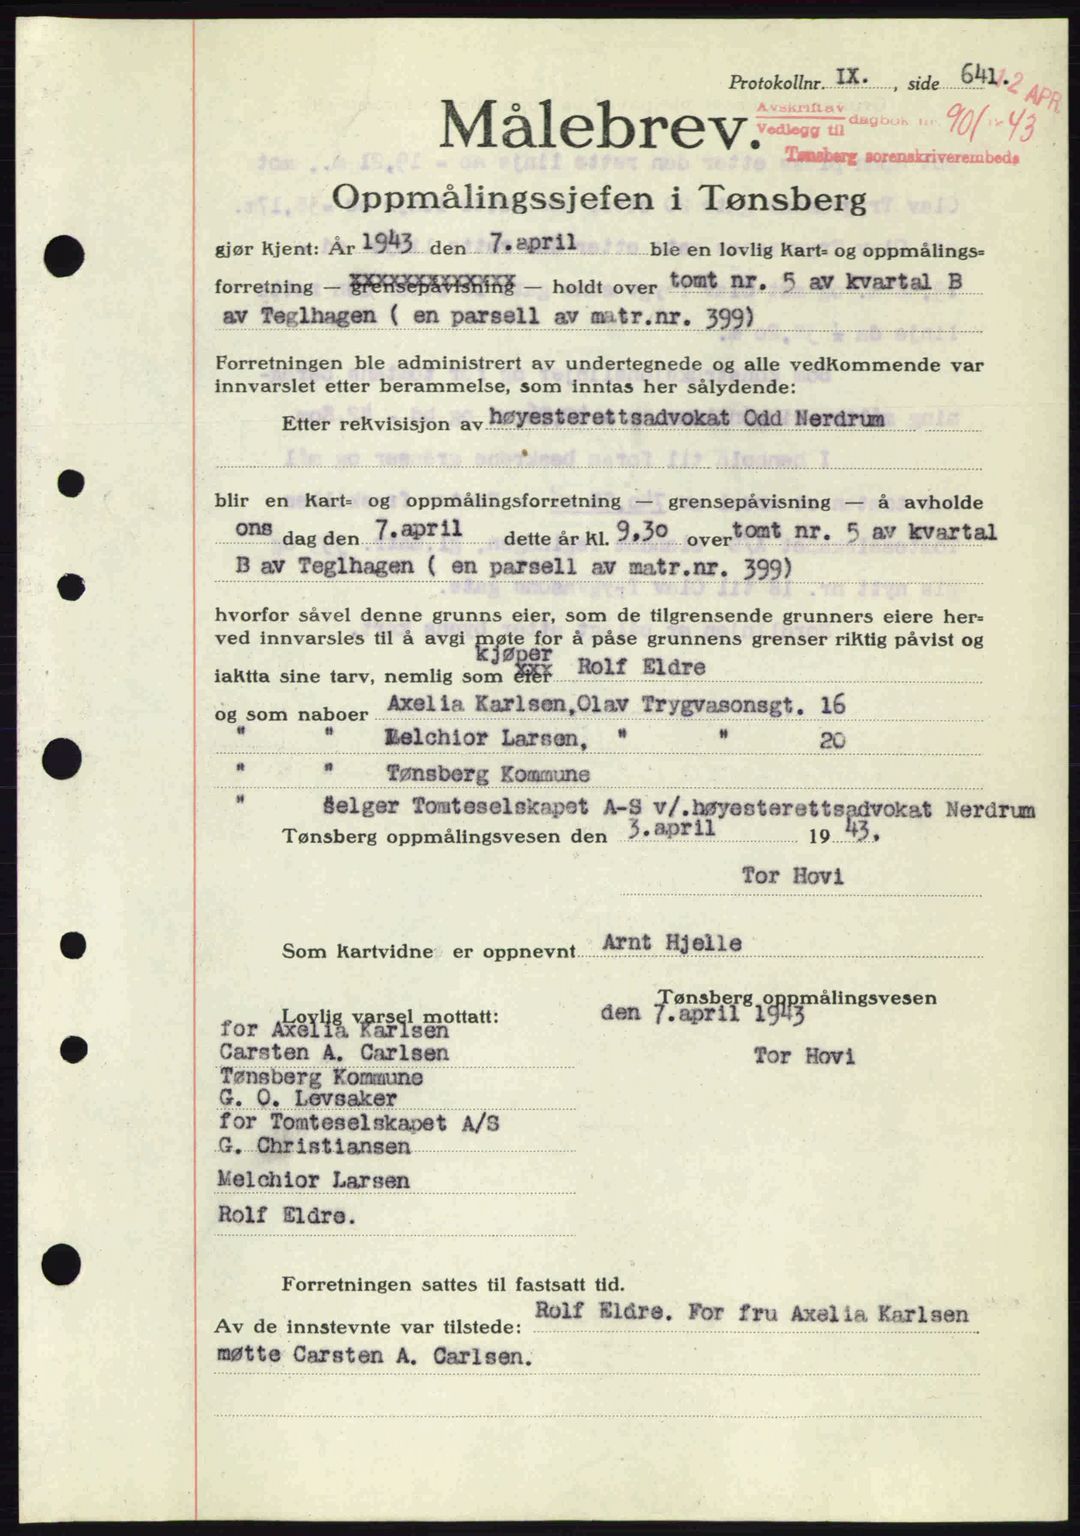 Protokollnr. IX. , side 641.
12 APR.
Målebrev.
Avskrift av
Vedlegg til dagbok nr. 901 19 43
Tønsberg sorenskriverembede
Oppmålingssjefen i Tønsberg
gjør kjent: År 1943 den 7.april ble en lovlig kart= og oppmålings=
forretning — grensepåvisning — holdt over tomt nr. 5 av kvartal B
av Teglhagen ( en parsell av matr.nr. 399)
Forretningen ble administrert av undertegnede og alle vedkommende var
innvarslet etter berammelse, som inntas her sålydende:
Etter rekvisisjon av høyesterettsadvokat Odd Nerdrum
blir en kart= og oppmålingsforretning — grensepåvisning — å avholde
ons dag den 7.april dette år kl. 9,30 over tomt nr. 5 av kvartal
B av Teglhagen ( en parsell av matr.nr. 399)
hvorfor såvel denne grunns eier, som de tilgrensende grunners eiere her=
ved innvarsles til å avgi møte for å påse grunnens grenser riktig påvist og
kjøper
iaktta sine tarv, nemlig som eier Rolf Eldre
og som naboer Axelia Karlsen,Olav Trygvasonsgt. 16
" " Melchior Larsen, " " 20
" " Tønsberg Kommune
" Selger Tomteselskapet A-S v/.høyesterettsadvokat Nerdrum
Tønsberg oppmålingsvesen den 3.april 19 43.
Tor Hovi
Som kartvidne er oppnevnt Arnt Hjelle
Tønsberg oppmålingsvesen
den 7.april 1943
Tor Hovi
Lovlig varsel mottatt:
for Axelia Karlsen
Carsten A. Carlsen
Tønsberg Kommune
G. O. Levsaker
for Tomteselskapet A/S
G. Christiansen
Melchior Larsen
Rolf Eldre.
Forretningen sattes til fastsatt tid.
Av de innstevnte var tilstede: Rolf Eldre. For fru Axelia Karlsen
møtte Carsten A. Carlsen.